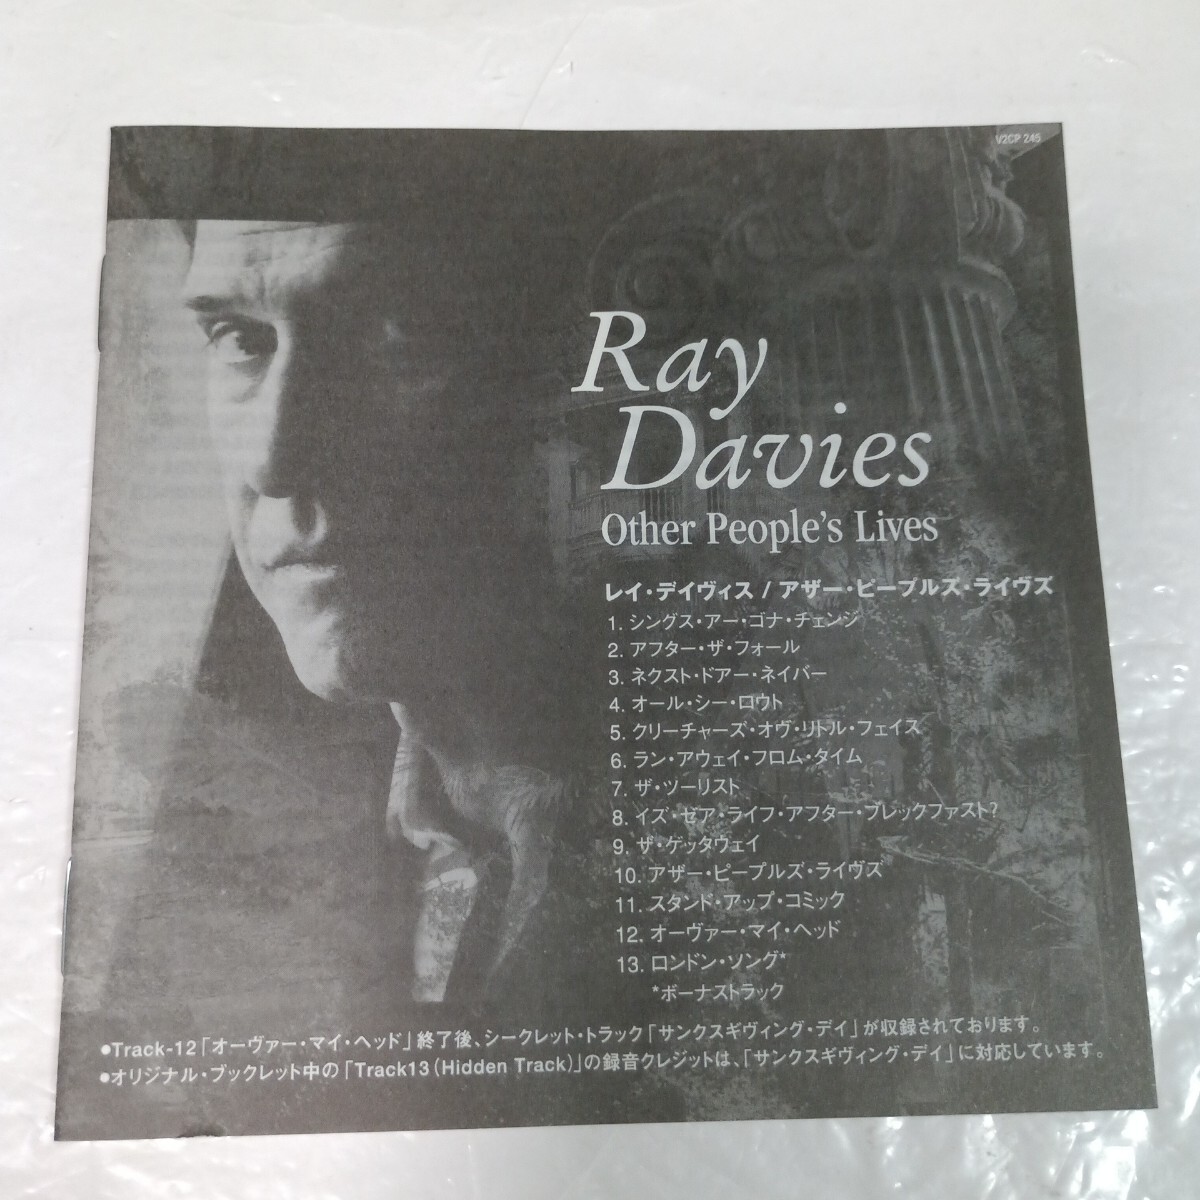 V2CP 245
Ray
Davies
Other People's Lives
レイ・デイヴィス / アザー・ピープルズ・ライヴズ
1. シングス・アー・ゴナ・チェンジ
2. アフター・ザ・フォール
3. ネクスト・ドアー・ネイバー
4. オール・シー・ロウト
5. クリーチャーズ・オヴ・リトル・フェイス
6. ラン・アウェイ・フロム・タイム
7. ザ・ツーリスト
8. イズ・ゼア・ライフ・アフター・ブレックファスト?
9. ザ・ゲッタウェイ
10. アザー・ピープルズ・ライヴズ
11. スタンド・アップ・コミック
12. オーヴァー・マイ・ヘッド
13. ロンドン・ソング*
*ボーナストラック
●Track-12「オーヴァー・マイ・ヘッド」終了後、シークレット・トラック「サンクスギヴィング・デイ」が収録されております。
●オリジナル・ブックレット中の「Track13(Hidden Track)」の録音クレジットは、「サンクスギヴィング・デイ」に対応しています。